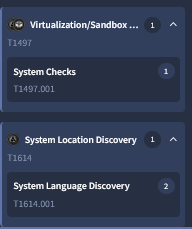 Virtualization/Sandbox ... 1
T1497
System Checks 1
T1497.001
System Location Discovery 1
T1614
System Language Discovery 2
T1614.001